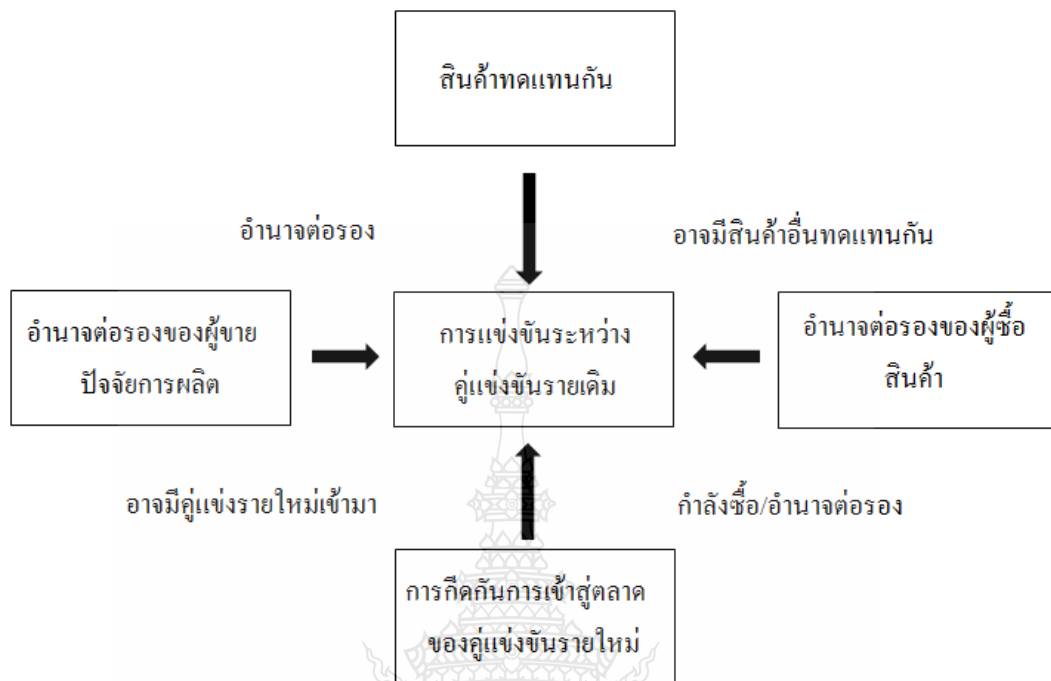 สินค้าทดแทนกัน
อำนาจต่อรอง
อาจมีสินค้าอื่นทดแทนกัน
อำนาจต่อรองของผู้ขาย
ปัจจัยการผลิต
การแข่งขันระหว่าง
คู่แข่งขันรายเดิม
อำนาจต่อรองของผู้ซื้อ
สินค้า
อาจมีคู่แข่งรายใหม่เข้ามา
กำลังซื้อ/อำนาจต่อรอง
การกีดกันการเข้าสู่ตลาด
ของคู่แข่งขันรายใหม่